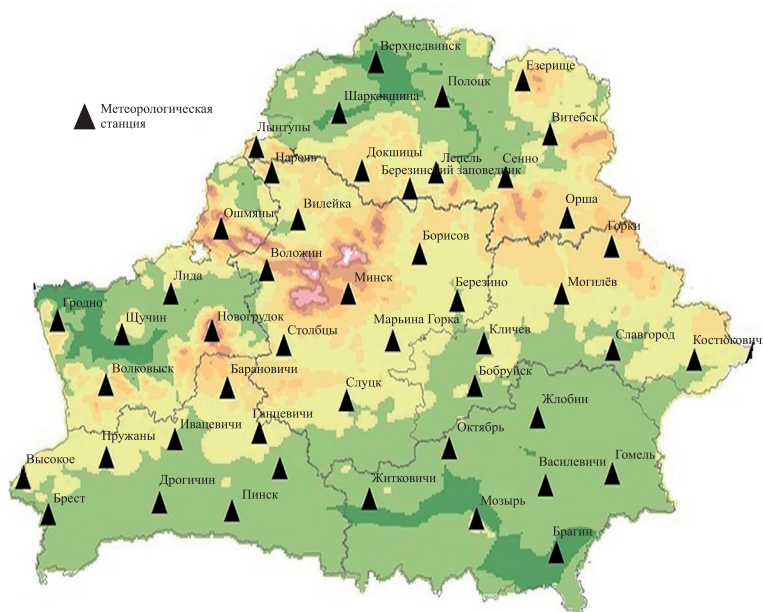 Верхнедвинск
Езерище
Полоцк
Шарковщина
Метеорологическая
станция
Витебск
Лынтупы
Докшицы
Лепель
Сенно
Нарочь
Березинский заповедник
Орша
Вилейка
Ошмяны
Борисов
Горки
Воложин
Лида
Минск
Березино
Могилёв
Гродно
Щучин
Новогрудок
Столбцы
Марьина Горка
Кличев
Славгород
Костюкович
Волковыск
Барановичи
Слуцк
Бобруйск
Жлобин
Ганцевичи
Ивацевичи
Октябрь
Пружаны
Высокое
Гомель
Василевичи
Дрогичин
Житковичи
Пинск
Мозырь
Брест
Брагин